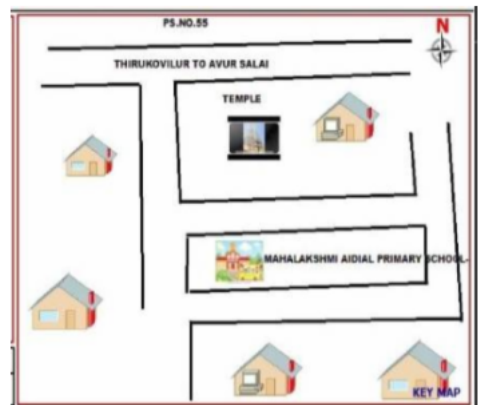 PS.NO.55
N
THIRUKOVILUR TO AVUR SALAI
TEMPLE
MAHALAKSHMI AIDIAL PRIMARY SCHOOL-
KEY MAP